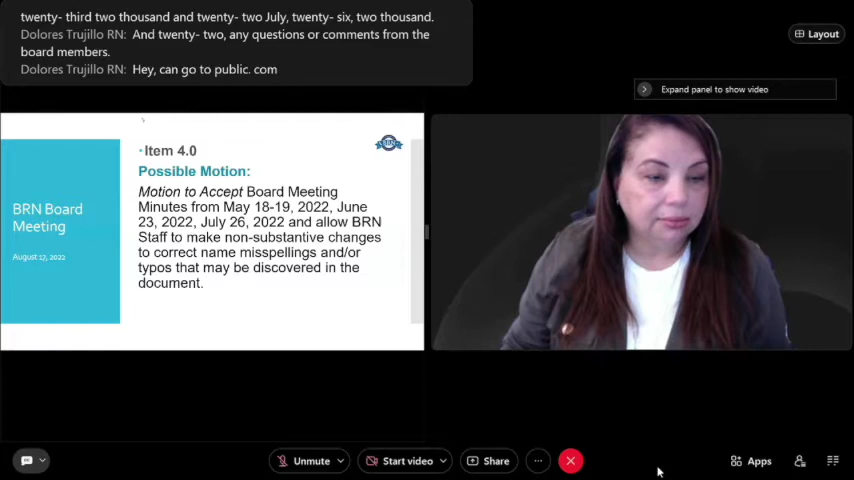 twenty- third two thousand and twenty- two July, twenty- six, two thousand.
Dolores Trujillo RN: And twenty- two, any questions or comments from the
board members.
Dolores Trujillo RN: Hey, can go to public. com
Layout
Expand panel to show video
BRN Board
Meeting
August 17, 2022
•Item 4.0
BRN
Possible Motion:
Motion to Accept Board Meeting
Minutes from May 18-19, 2022, June
23, 2022, July 26, 2022 and allow BRN
Staff to make non-substantive changes
to correct name misspellings and/or
typos that may be discovered in the
document.
Unmute
Start video
Share
Apps